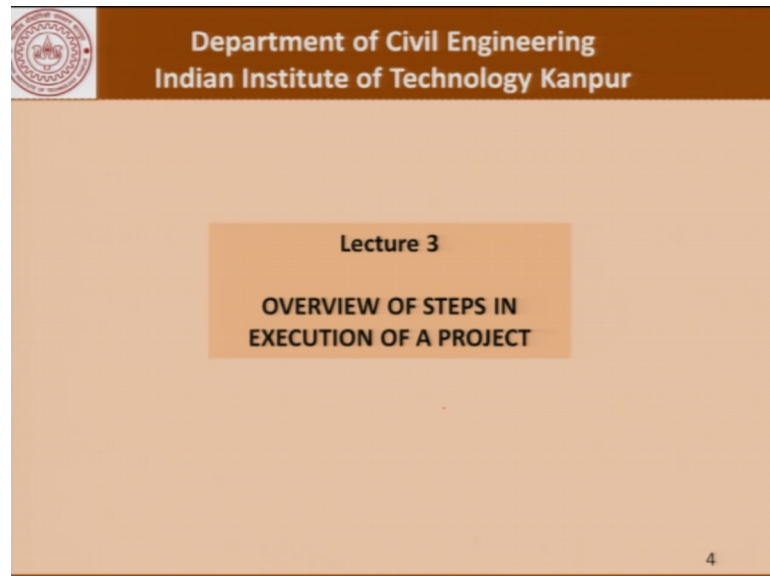 Department of Civil Engineering
Indian Institute of Technology Kanpur
Lecture 3
OVERVIEW OF STEPS IN
EXECUTION OF A PROJECT
4